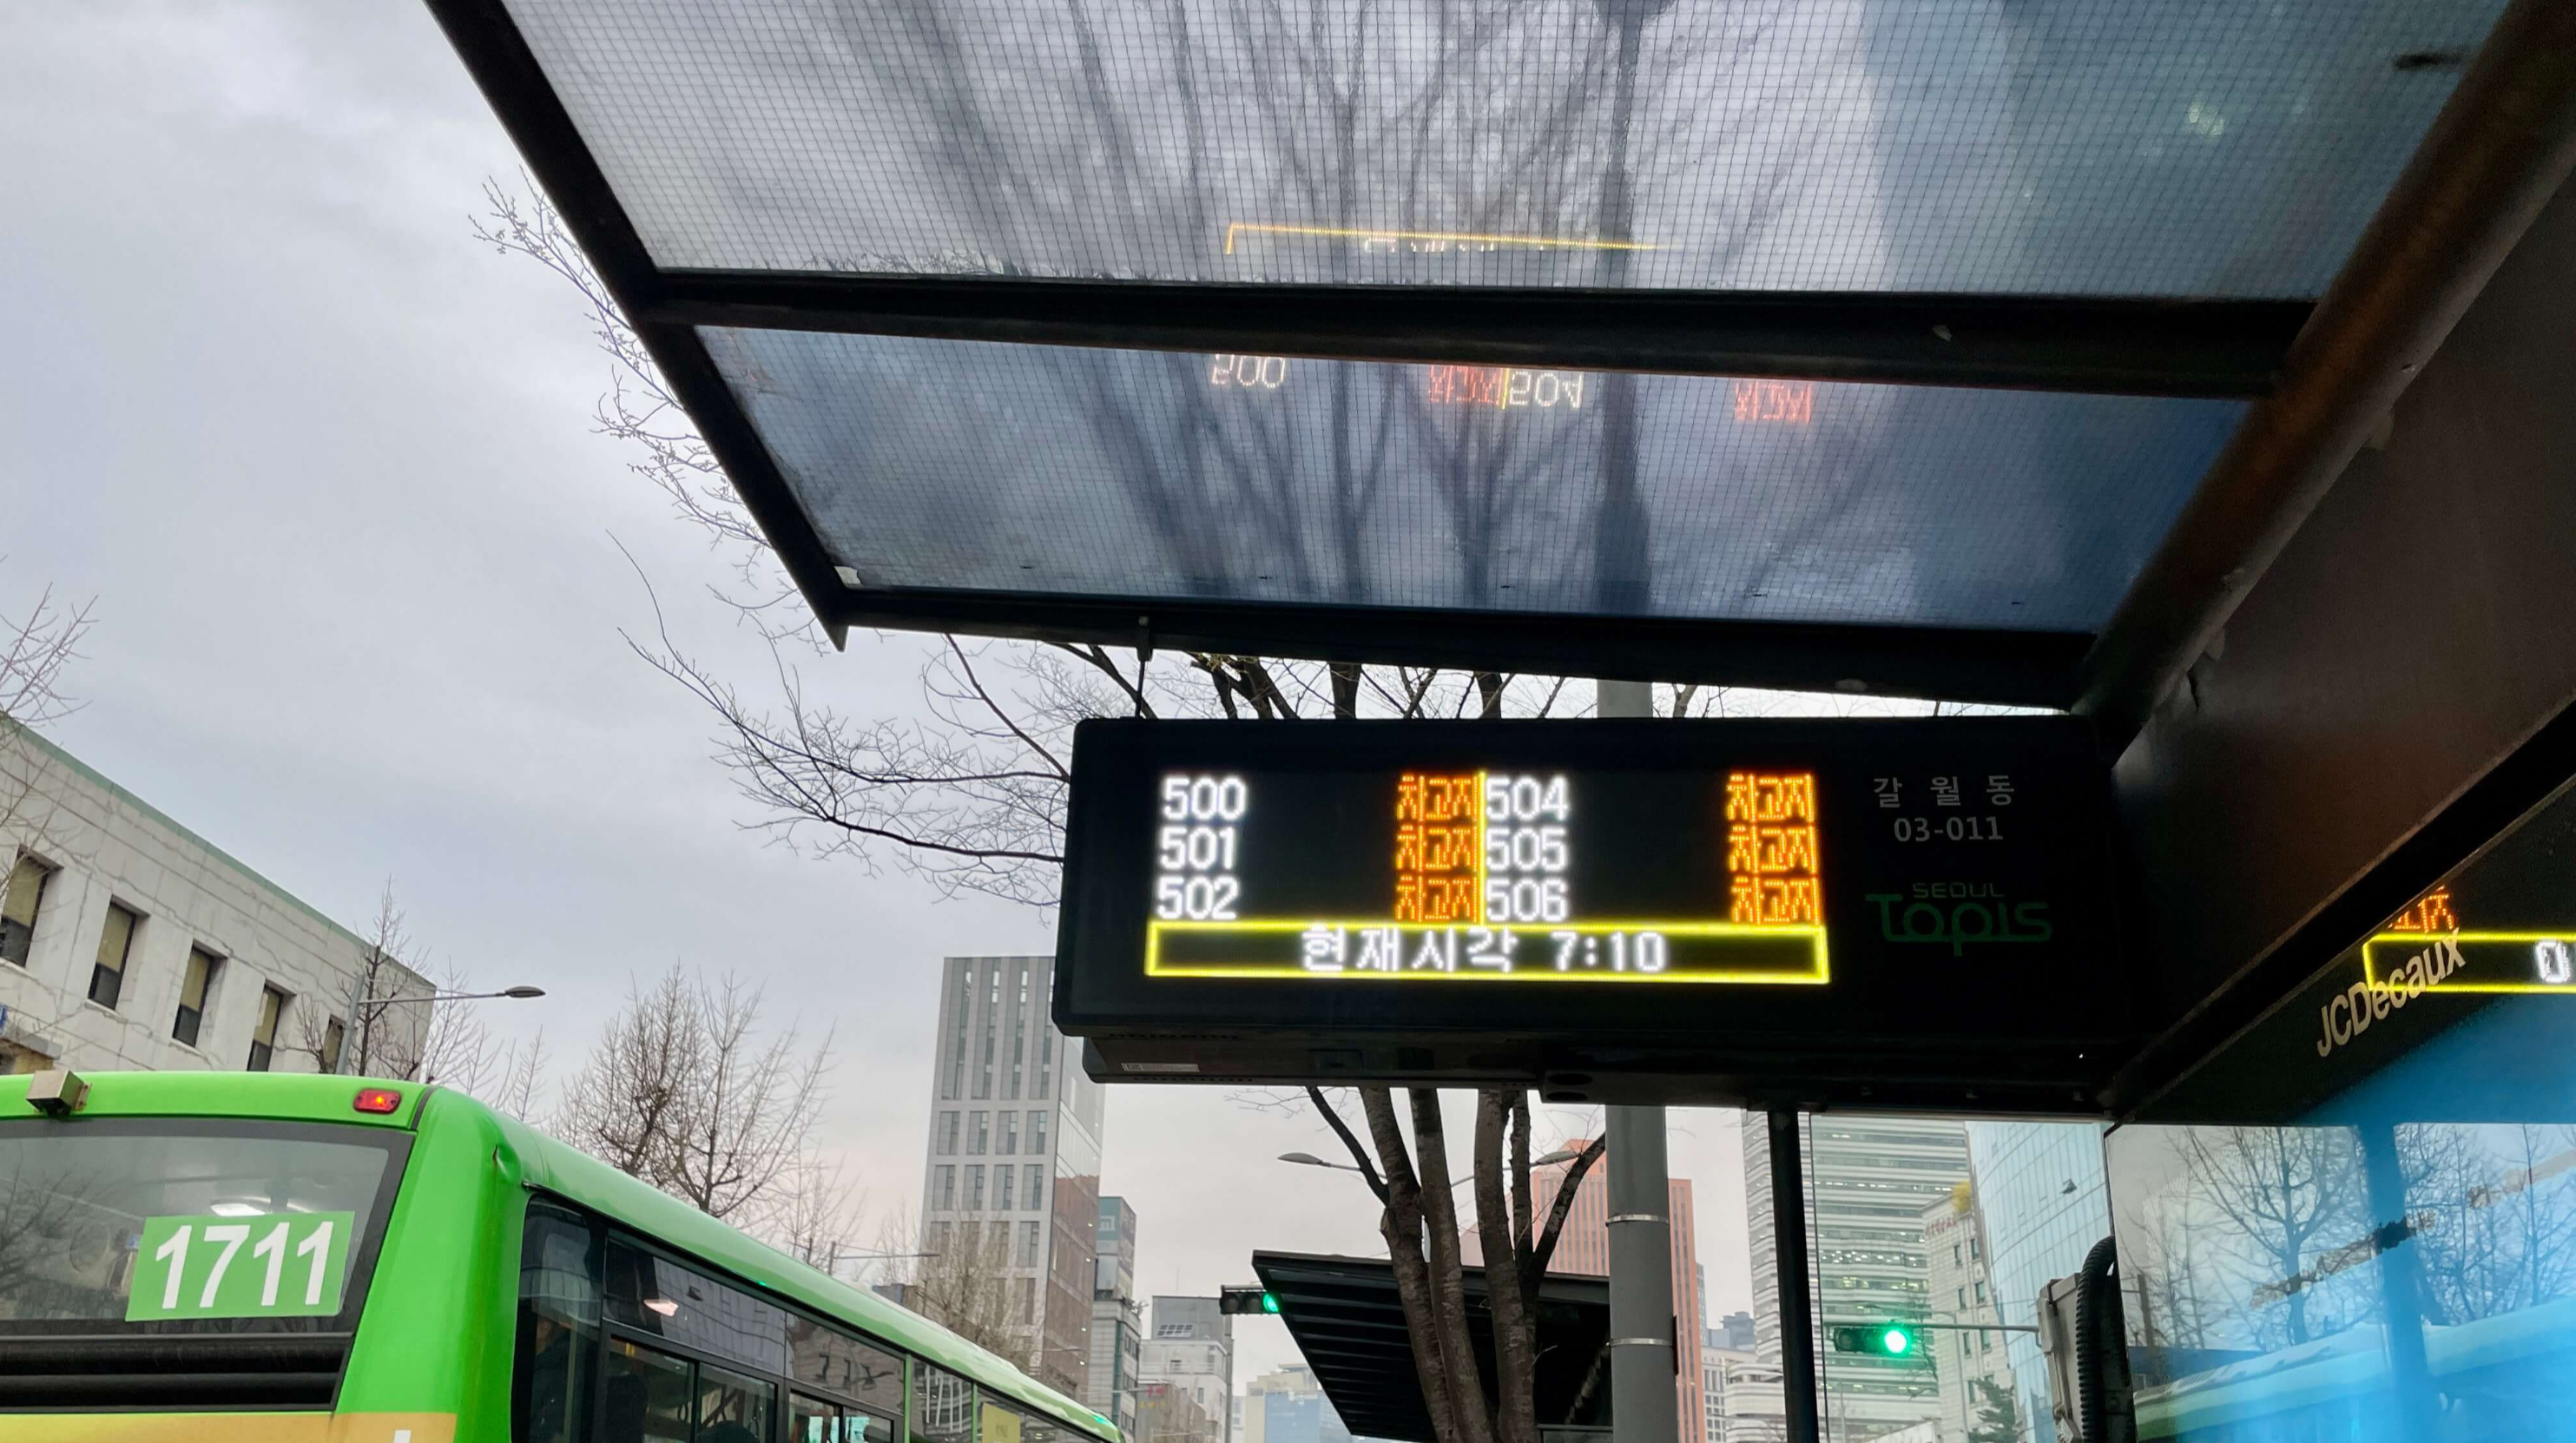 500 차고지 504 차고지
501 차고지 505 차고지
502 차고지 506 차고지
현재시각 7:10
갈 월 동
03-011
SEOUL
Topis
JCDecaux
1711